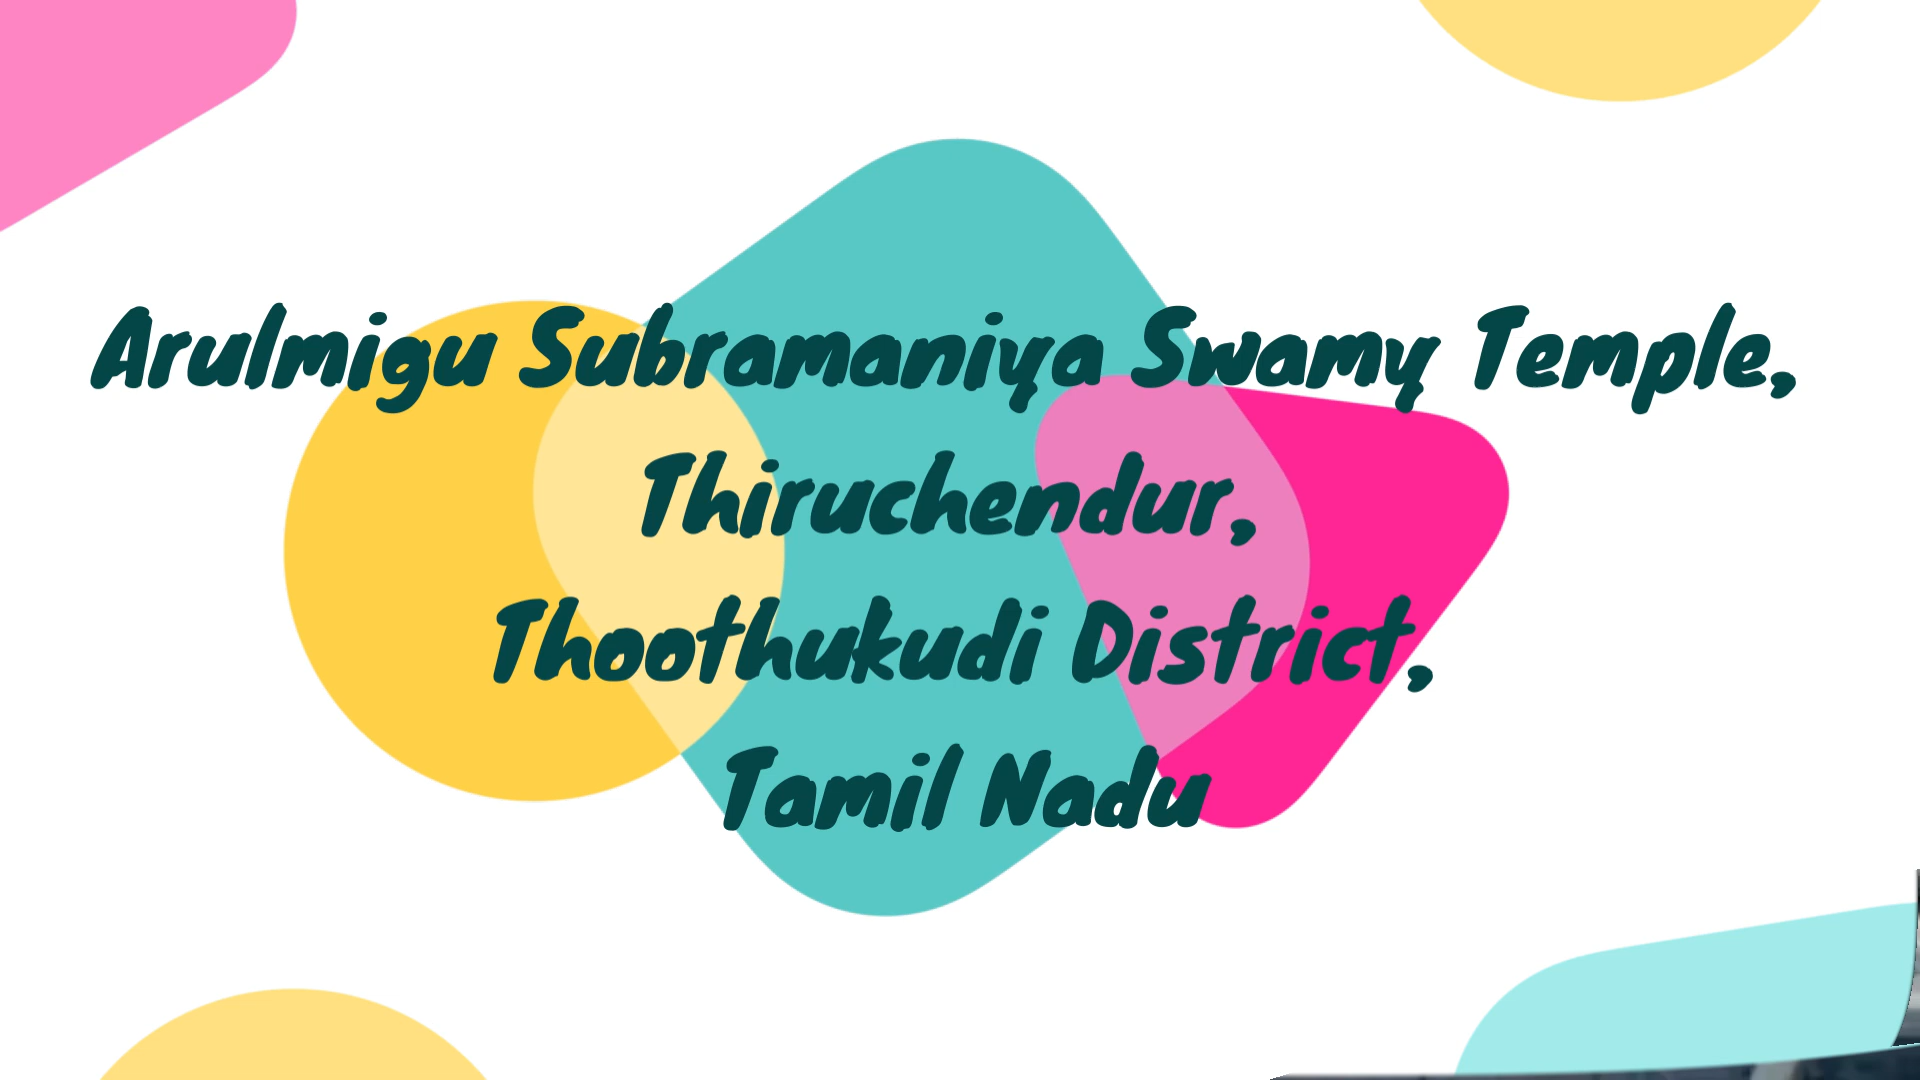 Arulmigu Subramaniya Swamy Temple,
Thiruchendur,
Thoothukudi District,
Tamil Nadu